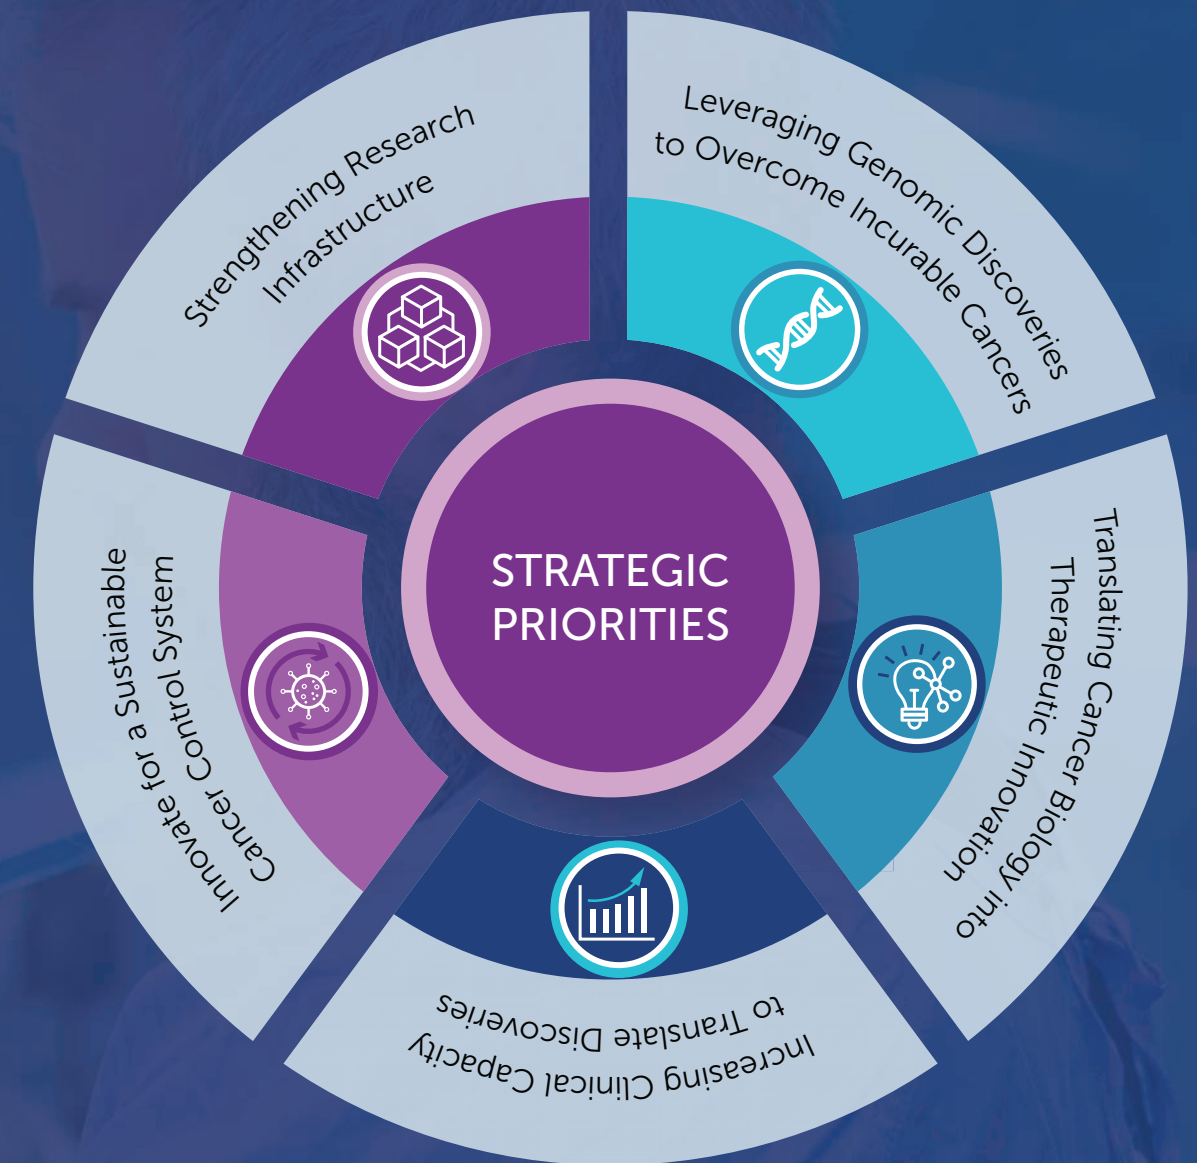 STRATEGIC
PRIORITIES
Leveraging Genomic Discoveries
to Overcome Incurable Cancers
Translating Cancer Biology into
Therapeutic Innovation
Increasing Clinical Capacity
to Translate Discoveries
Innovate for a Sustainable
Cancer Control System
Strengthening Research
Infrastructure